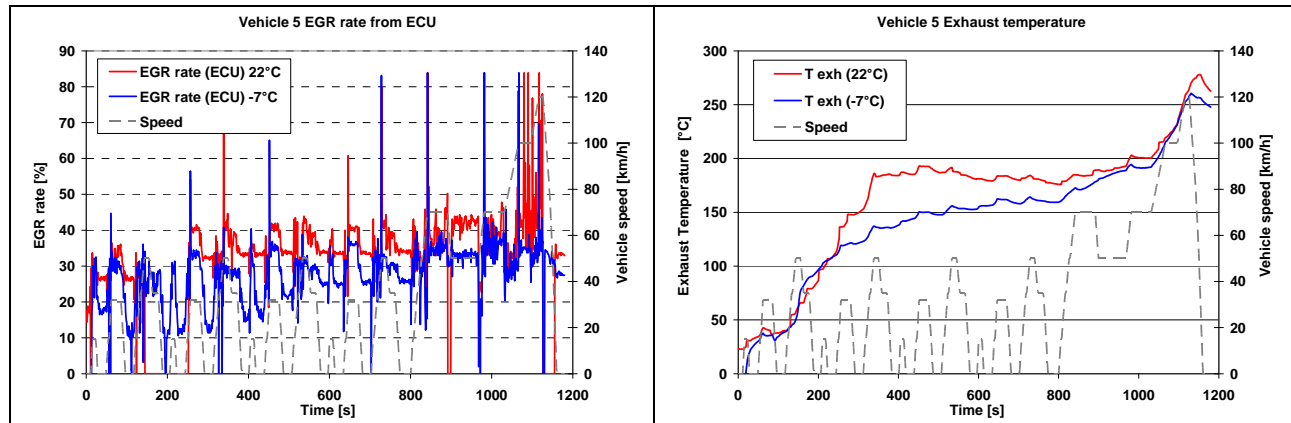 Vehicle 5 EGR rate from ECU
EGR rate [%]
90
80
70
60
50
40
30
20
10
0
EGR rate (ECU) 22°C
EGR rate (ECU) -7°C
Speed
140
120
100
80
60
40
20
0
Vehicle speed [km/h]
0 200 400 600 800 1000 1200
Time [s]
Vehicle 5 Exhaust temperature
Exhaust Temperature [°C]
300
250
200
150
100
50
0
T exh (22°C)
T exh (-7°C)
Speed
140
120
100
80
60
40
20
0
Vehicle speed [km/h]
0 200 400 600 800 1000 1200
Time [s]